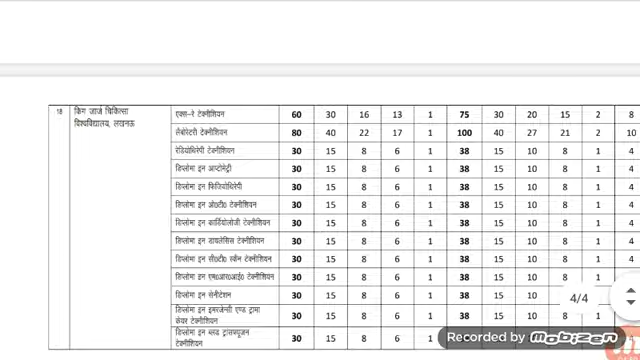 18 किंग जार्ज चिकित्सा विश्वविद्यालय, लखनऊ
एक्स–रे टेक्नीशियन 60 30 16 13 1 75 30 20 15 2 8
लैबोरेटरी टेक्नीशियन 80 40 22 17 1 100 40 27 21 2 10
रेडियोथिरेपी टेक्नीशियन 30 15 8 6 1 38 15 10 8 1 4
डिप्लोमा इन आप्टोमेट्री 30 15 8 6 1 38 15 10 8 1 4
डिप्लोमा इन फिजियोथिरेपी 30 15 8 6 1 38 15 10 8 1 4
डिप्लोमा इन ओ0टी0 टेक्नीशियन 30 15 8 6 1 38 15 10 8 1 4
डिप्लोमा इन कार्डियोलोजी टेक्नीशियन 30 15 8 6 1 38 15 10 8 1 4
डिप्लोमा इन डायलेसिस टेक्नीशियन 30 15 8 6 1 38 15 10 8 1 4
डिप्लोमा इन सी0टी0 स्कैन टेक्नीशियन 30 15 8 6 1 38 15 10 8 1 4
डिप्लोमा इन एम0आर0आई0 टेक्नीशियन 30 15 8 6 1 38 15 10 8 1 4
डिप्लोमा इन सेनीटेशन 30 15 8 6 1 38 15 10
4/4
डिप्लोमा इन इमरजेन्सी एण्ड ट्रामा केयर टेक्नीशियन 30 15 8 6 1 38 15 10 8 1 4
डिप्लोमा इन ब्लड ट्रांसफ्यूजन टेक्नीशियन 30 15 8 6 1
Recorded by mobizen